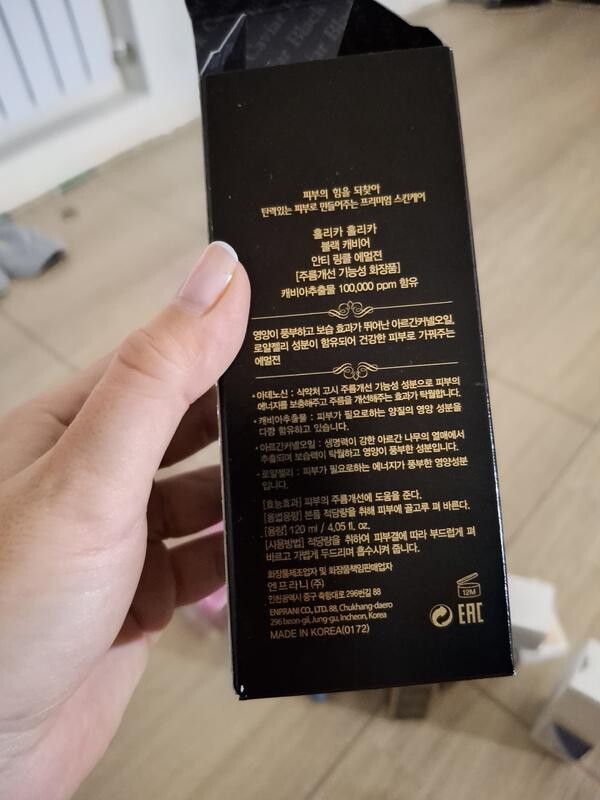 Caviar
Black
피부의 힘을 되찾아
탄력있는 피부로 만들어주는 프리미엄 스킨케어
홀리카 홀리카
블랙 캐비어
안티 링클 에멀젼
[주름개선 기능성 화장품]
캐비아추출물 100,000 ppm 함유
영양이 풍부하고 보습 효과가 뛰어난 아르간커넬오일,
로얄젤리 성분이 함유되어 건강한 피부로 가꿔주는
에멀젼
• 아데노신 : 식약처 고시 주름개선 기능성 성분으로 피부의
에너지를 보충해주고 주름을 개선해주는 효과가 탁월합니다.
• 캐비아추출물 : 피부가 필요로하는 양질의 영양 성분을
다량 함유하고 있습니다.
• 아르간커넬오일 : 생명력이 강한 아르간 나무의 열매에서
추출되며 보습력이 탁월하고 영양이 풍부한 성분입니다.
• 로얄젤리 : 피부가 필요로하는 에너지가 풍부한 영양성분
입니다.
[효능효과] 피부의 주름개선에 도움을 준다.
[용법용량] 본품 적당량을 취해 피부에 골고루 펴 바른다.
[용량] 120 ml / 4.05 fl. oz.
[사용방법] 적당량을 취하여 피부결에 따라 부드럽게 펴
바르고 가볍게 두드리며 흡수시켜 줍니다.
화장품제조업자 및 화장품책임판매업자
엔프라니 (주)
인천광역시 중구 축항대로 296번길 88
ENPRANI CO., LTD. 88, Chukhang-daero
296 beon-gil, Jung-gu, Incheon, Korea
MADE IN KOREA(0172)
12M
EAC